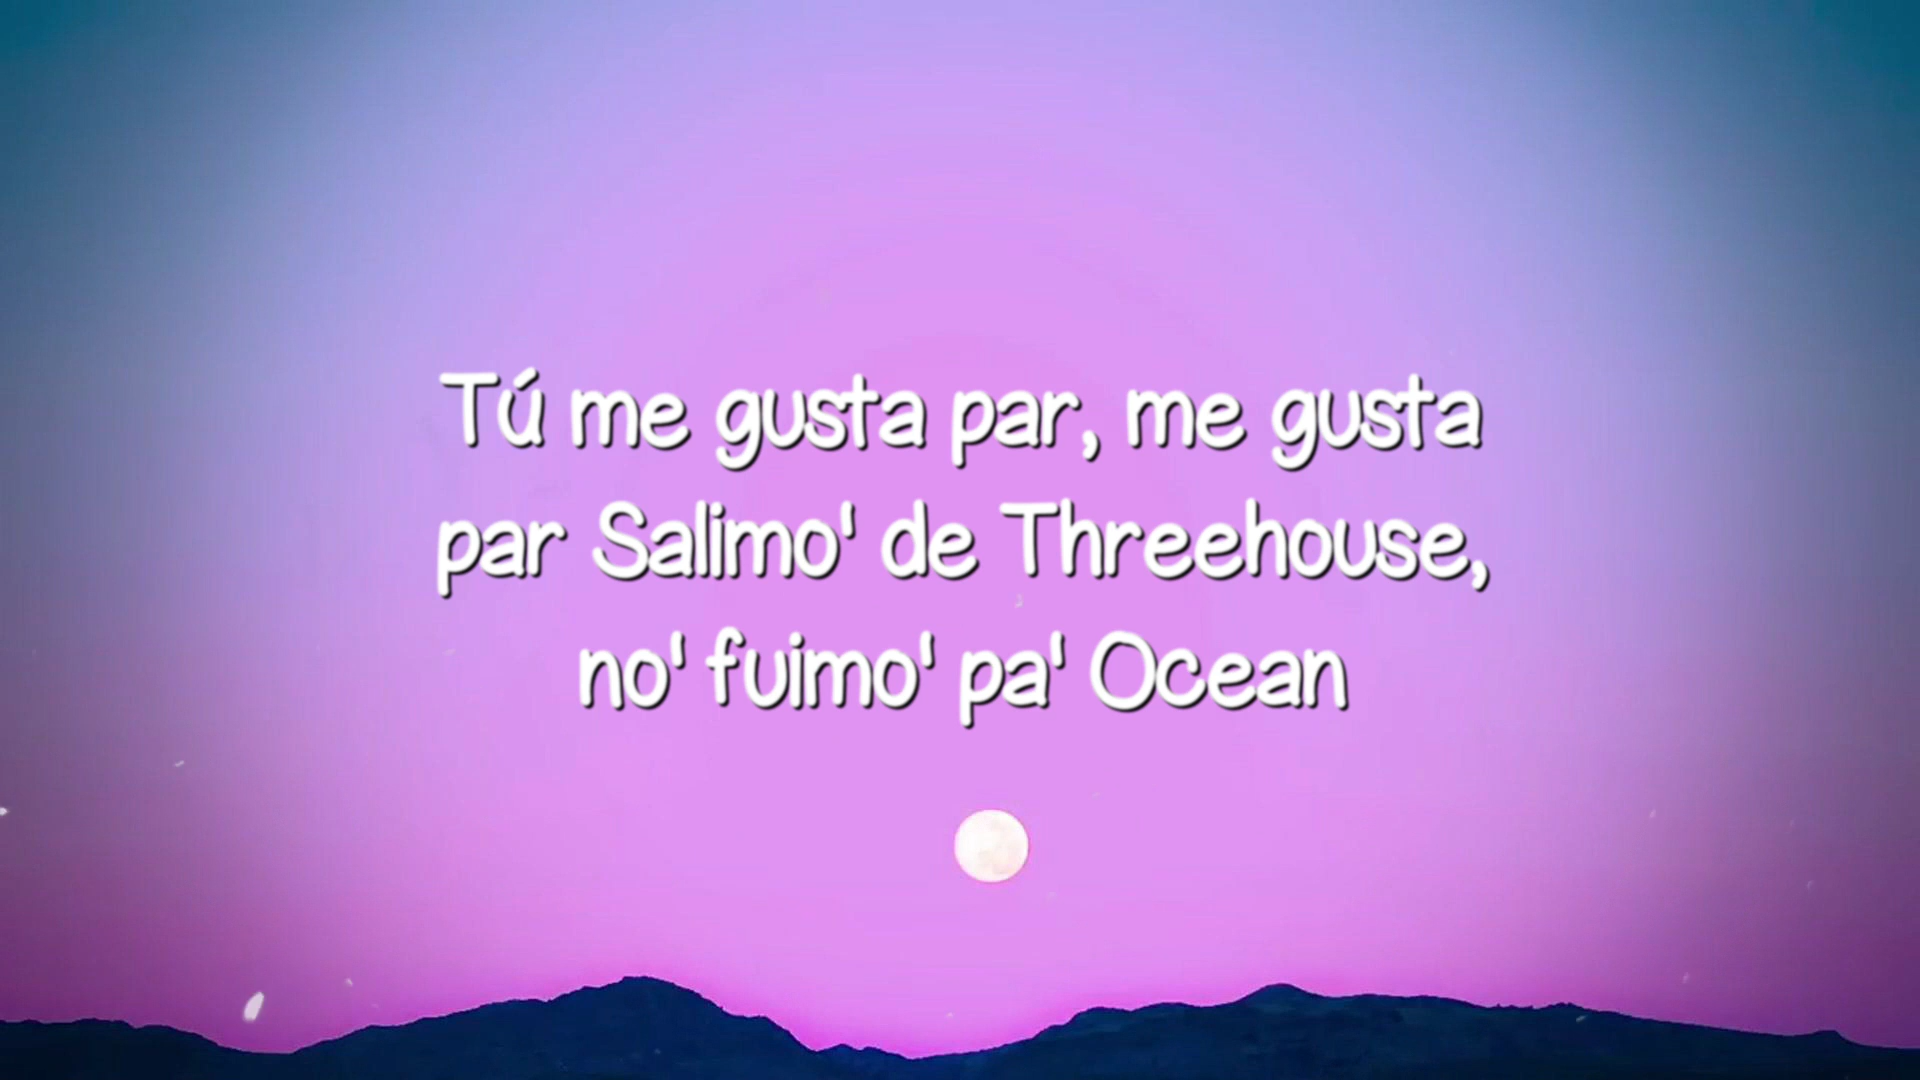 Tú me gusta par, me gusta
par Salimo' de Threehouse,
no' fuimo' pa' Ocean